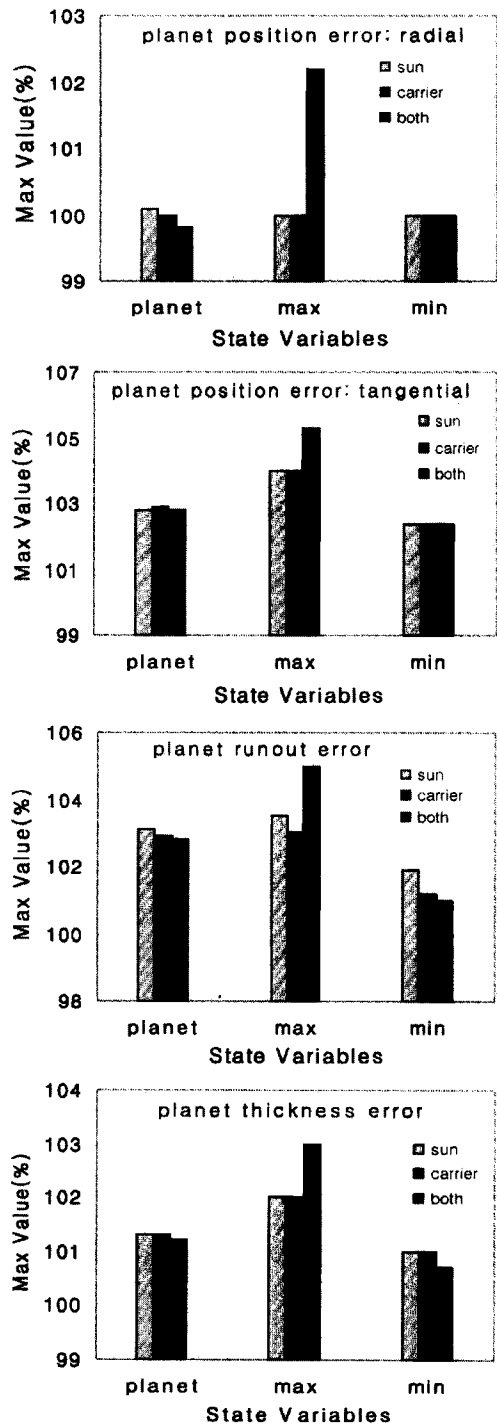 103
planet position error: radial
sun
102
carrier
both
101
100
99
Max Value(%)
planet max min
State Variables
107
planet position error: tangential
sun
105
carrier
both
103
101
99
Max Value(%)
planet max min
State Variables
106
planet runout error
sun
104
carrier
both
102
100
98
Max Value(%)
planet max min
State Variables
104
planet thickness error
103
sun
carrier
102
both
101
100
99
Max Value(%)
planet max min
State Variables